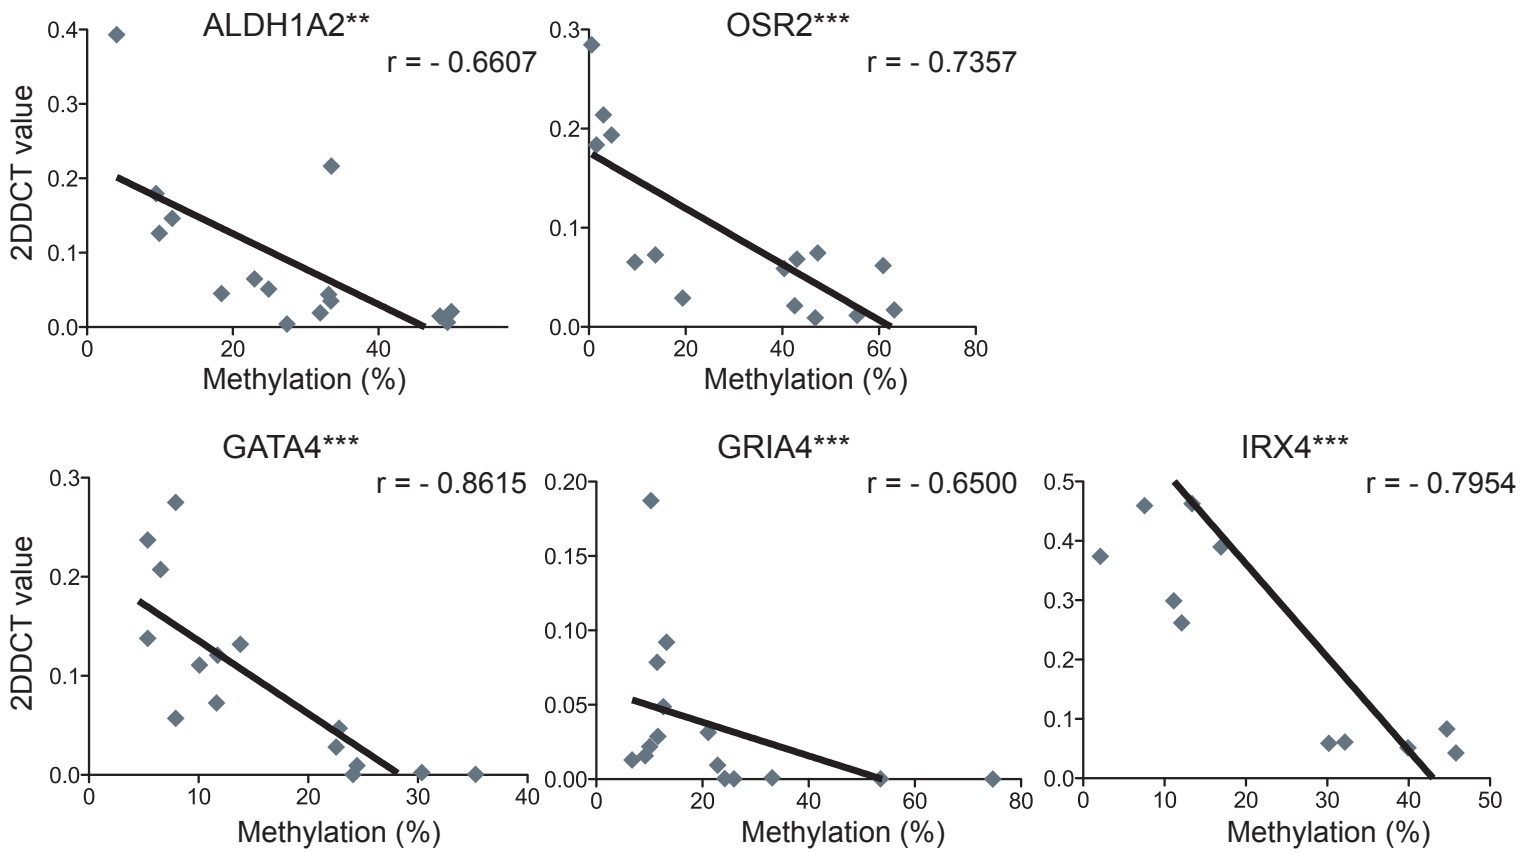 ALDH1A2**
r = - 0.6607
2DDCT value
0.4
0.3
0.2
0.1
0.0
0 20 40
Methylation (%)
OSR2***
r = - 0.7357
0.3
0.2
0.1
0.0
0 20 40 60 80
Methylation (%)
GATA4***
r = - 0.8615
2DDCT value
0.3
0.2
0.1
0.0
0 10 20 30 40
Methylation (%)
GRIA4***
r = - 0.6500
0.20
0.15
0.10
0.05
0.00
0 20 40 60 80
Methylation (%)
IRX4***
r = - 0.7954
0.5
0.4
0.3
0.2
0.1
0.0
0 10 20 30 40 50
Methylation (%)